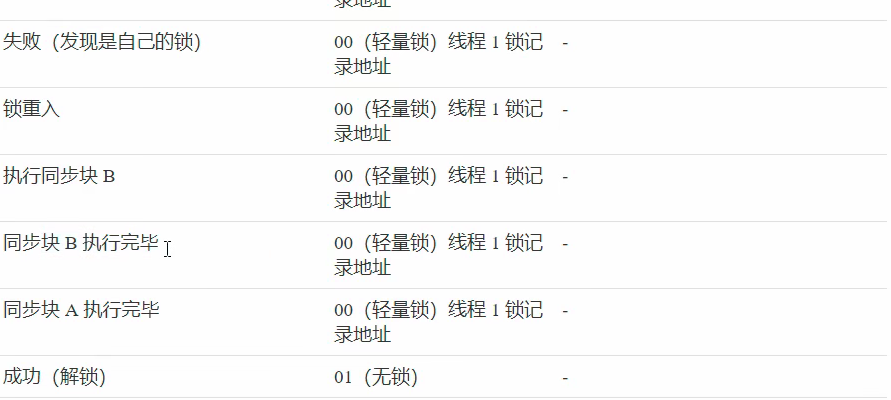 录地址
失败（发现是自己的锁） 00（轻量锁）线程 1 锁记 -
录地址
锁重入 00（轻量锁）线程 1 锁记 -
录地址
执行同步块 B 00（轻量锁）线程 1 锁记 -
录地址
同步块 B 执行完毕 00（轻量锁）线程 1 锁记 -
录地址
同步块 A 执行完毕 00（轻量锁）线程 1 锁记 -
录地址
成功（解锁） 01（无锁） -